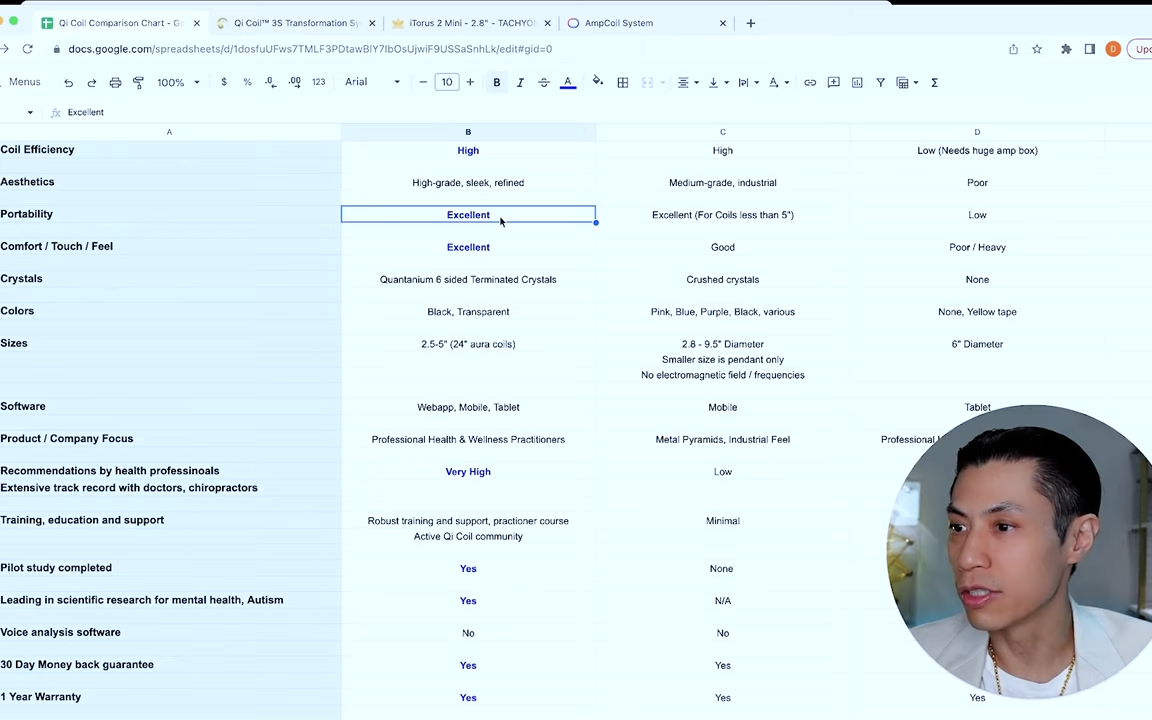 Qi Coil Comparison Chart - Go
Qi Coil™ 3S Transformation Sy
iTorus 2 Mini - 2.8" - TACHYO
AmpCoil System
docs.google.com/spreadsheets/d/1dosfuUFws7TMLF3PDtawBlY7IbOsUjwiF9USSaSnhLk/edit#gid=0
D
Menus
100%
$
%
.0
.00
123
Arial
10
B
I
A
Σ
fx
Excellent
A B C D
Coil Efficiency High High Low (Needs huge amp box)
Aesthetics High-grade, sleek, refined Medium-grade, industrial Poor
Portability Excellent Excellent (For Coils less than 5") Low
Comfort / Touch / Feel Excellent Good Poor / Heavy
Crystals Quantanium 6 sided Terminated Crystals Crushed crystals None
Colors Black, Transparent Pink, Blue, Purple, Black, various None, Yellow tape
Sizes 2.5-5" (24" aura coils) 2.8 - 9.5" Diameter 6" Diameter
Smaller size is pendant only
No electromagnetic field / frequencies
Software Webapp, Mobile, Tablet Mobile Tablet
Product / Company Focus Professional Health & Wellness Practitioners Metal Pyramids, Industrial Feel Professional
Recommendations by health professinoals Very High Low
Extensive track record with doctors, chiropractors
Training, education and support Robust training and support, practioner course Minimal
Active Qi Coil community
Pilot study completed Yes None
Leading in scientific research for mental health, Autism Yes N/A
Voice analysis software No No
30 Day Money back guarantee Yes Yes
1 Year Warranty Yes Yes Yes